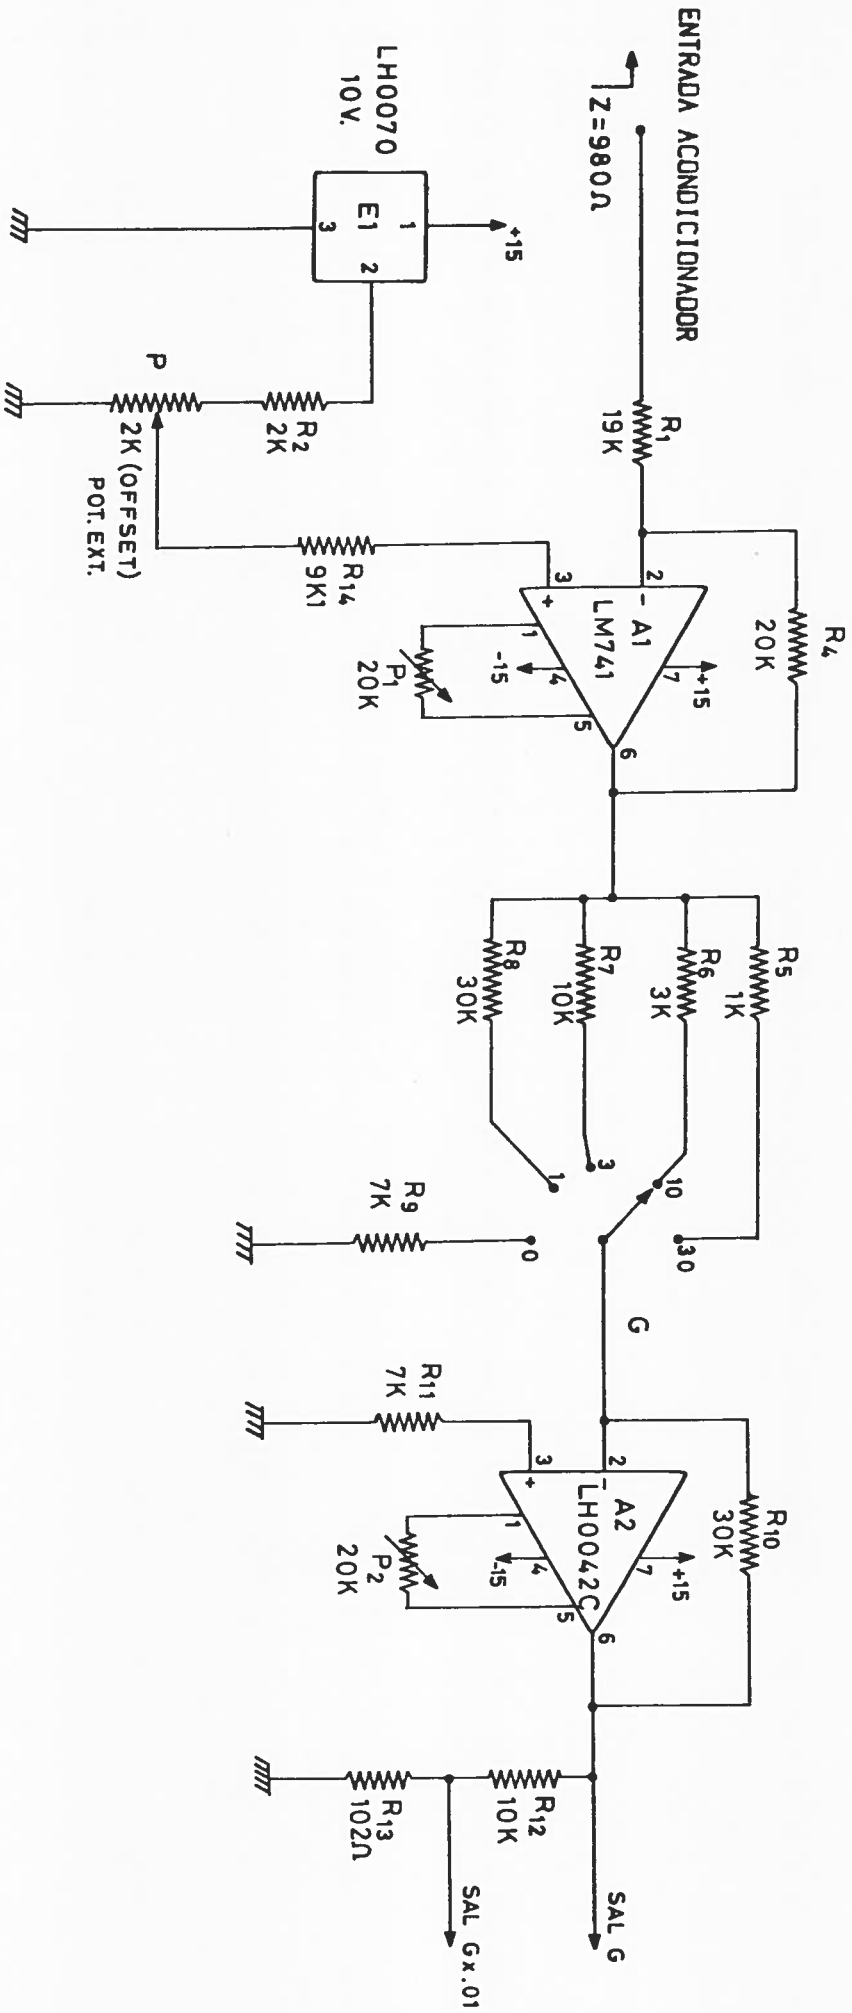 ENTRADA ACONDICIONADOR
Z=980Ω
R1
19K
R4
20K
2
-
A1
LM741
3
+
+15
7
6
1
4
5
-15
P1
20K
LH0070
10V.
+15
1
E1
2
3
R2
2K
P
2K (OFFSET)
POT. EXT.
R14
9K1
R5
1K
R6
3K
R7
10K
R8
30K
30
10
3
1
0
R9
7K
G
R10
30K
2
-
A2
LH0042C
3
+
+15
7
6
1
4
5
-15
P2
20K
R11
7K
R12
10K
R13
102Ω
SAL G
SAL Gx.01